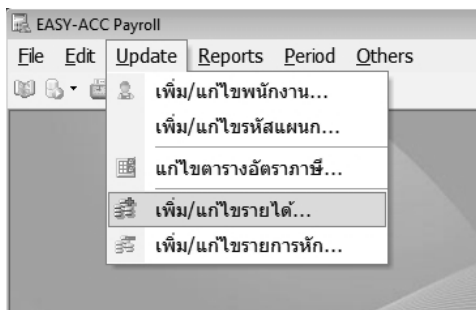 EASY-ACC Payroll
File Edit Update Reports Period Others
เพิ่ม/แก้ไขพนักงาน...
เพิ่ม/แก้ไขรหัสแผนก...
แก้ไขตารางอัตราภาษี...
เพิ่ม/แก้ไขรายได้...
เพิ่ม/แก้ไขรายการหัก...